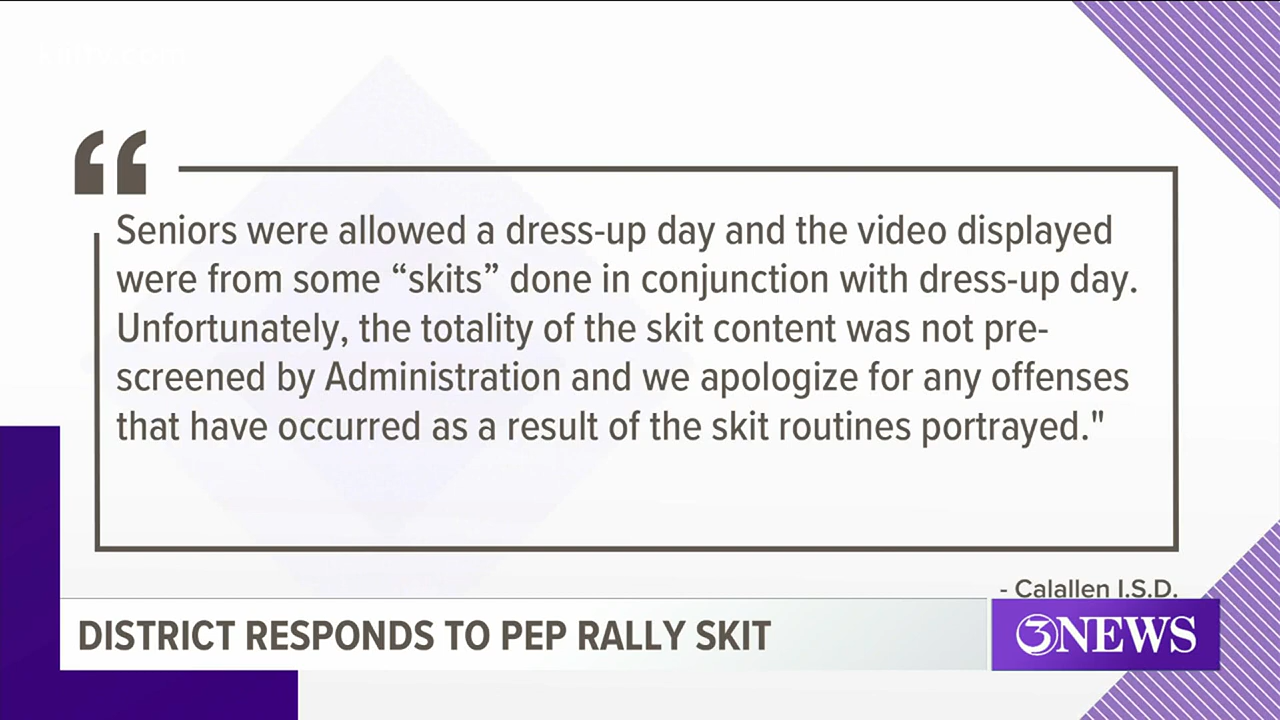 “
Seniors were allowed a dress-up day and the video displayed
were from some “skits” done in conjunction with dress-up day.
Unfortunately, the totality of the skit content was not pre-
screened by Administration and we apologize for any offenses
that have occurred as a result of the skit routines portrayed."
- Calallen I.S.D.
DISTRICT RESPONDS TO PEP RALLY SKIT
3NEWS